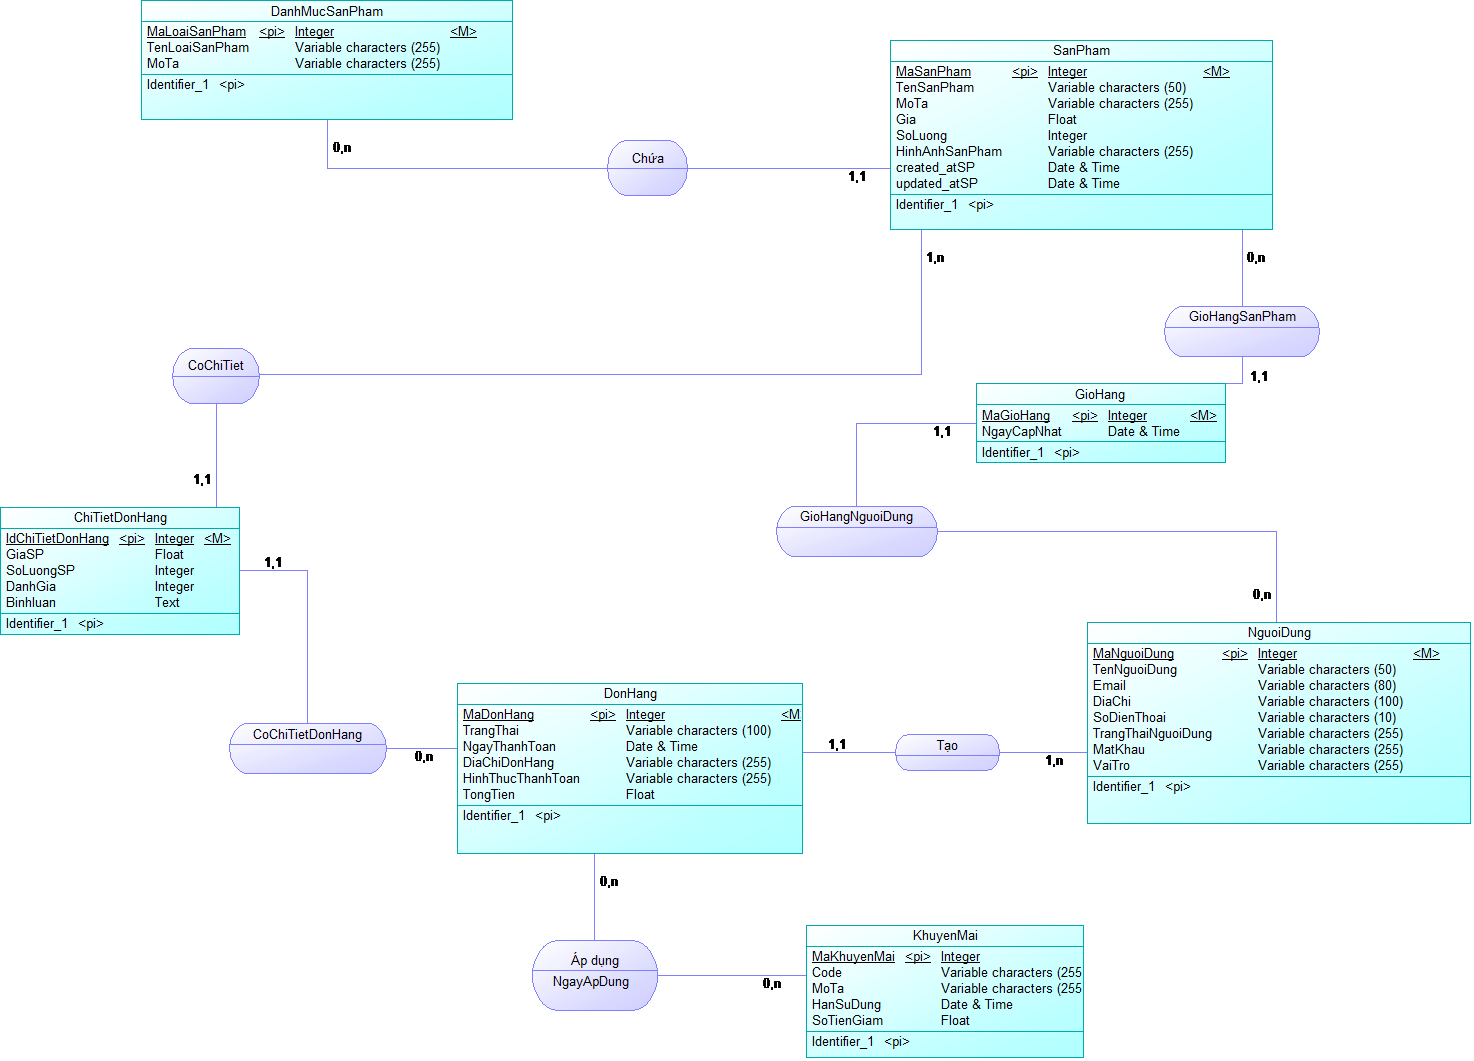 DanhMucSanPham
MaLoaiSanPham <pi> Integer <M>
TenLoaiSanPham Variable characters (255)
MoTa Variable characters (255)
Identifier_1 <pi>
0,n
Chứa
1,1
SanPham
MaSanPham <pi> Integer <M>
TenSanPham Variable characters (50)
MoTa Variable characters (255)
Gia Float
SoLuong Integer
HinhAnhSanPham Variable characters (255)
created_atSP Date & Time
updated_atSP Date & Time
Identifier_1 <pi>
1,n
0,n
GioHangSanPham
1,1
CoChiTiet
1,1
GioHang
MaGioHang <pi> Integer <M>
NgayCapNhat Date & Time
Identifier_1 <pi>
1,1
GioHangNguoiDung
0,n
ChiTietDonHang
IdChiTietDonHang <pi> Integer <M>
GiaSP Float
SoLuongSP Integer
DanhGia Integer
Binhluan Text
Identifier_1 <pi>
1,1
CoChiTietDonHang
0,n
DonHang
MaDonHang <pi> Integer <M
TrangThai Variable characters (100)
NgayThanhToan Date & Time
DiaChiDonHang Variable characters (255)
HinhThucThanhToan Variable characters (255)
TongTien Float
Identifier_1 <pi>
1,1
Tạo
1,n
NguoiDung
MaNguoiDung <pi> Integer <M>
TenNguoiDung Variable characters (50)
Email Variable characters (80)
DiaChi Variable characters (100)
SoDienThoai Variable characters (10)
TrangThaiNguoiDung Variable characters (255)
MatKhau Variable characters (255)
VaiTro Variable characters (255)
Identifier_1 <pi>
0,n
Áp dụng
NgayApDung
0,n
KhuyenMai
MaKhuyenMai <pi> Integer
Code Variable characters (255
MoTa Variable characters (255
HanSuDung Date & Time
SoTienGiam Float
Identifier_1 <pi>